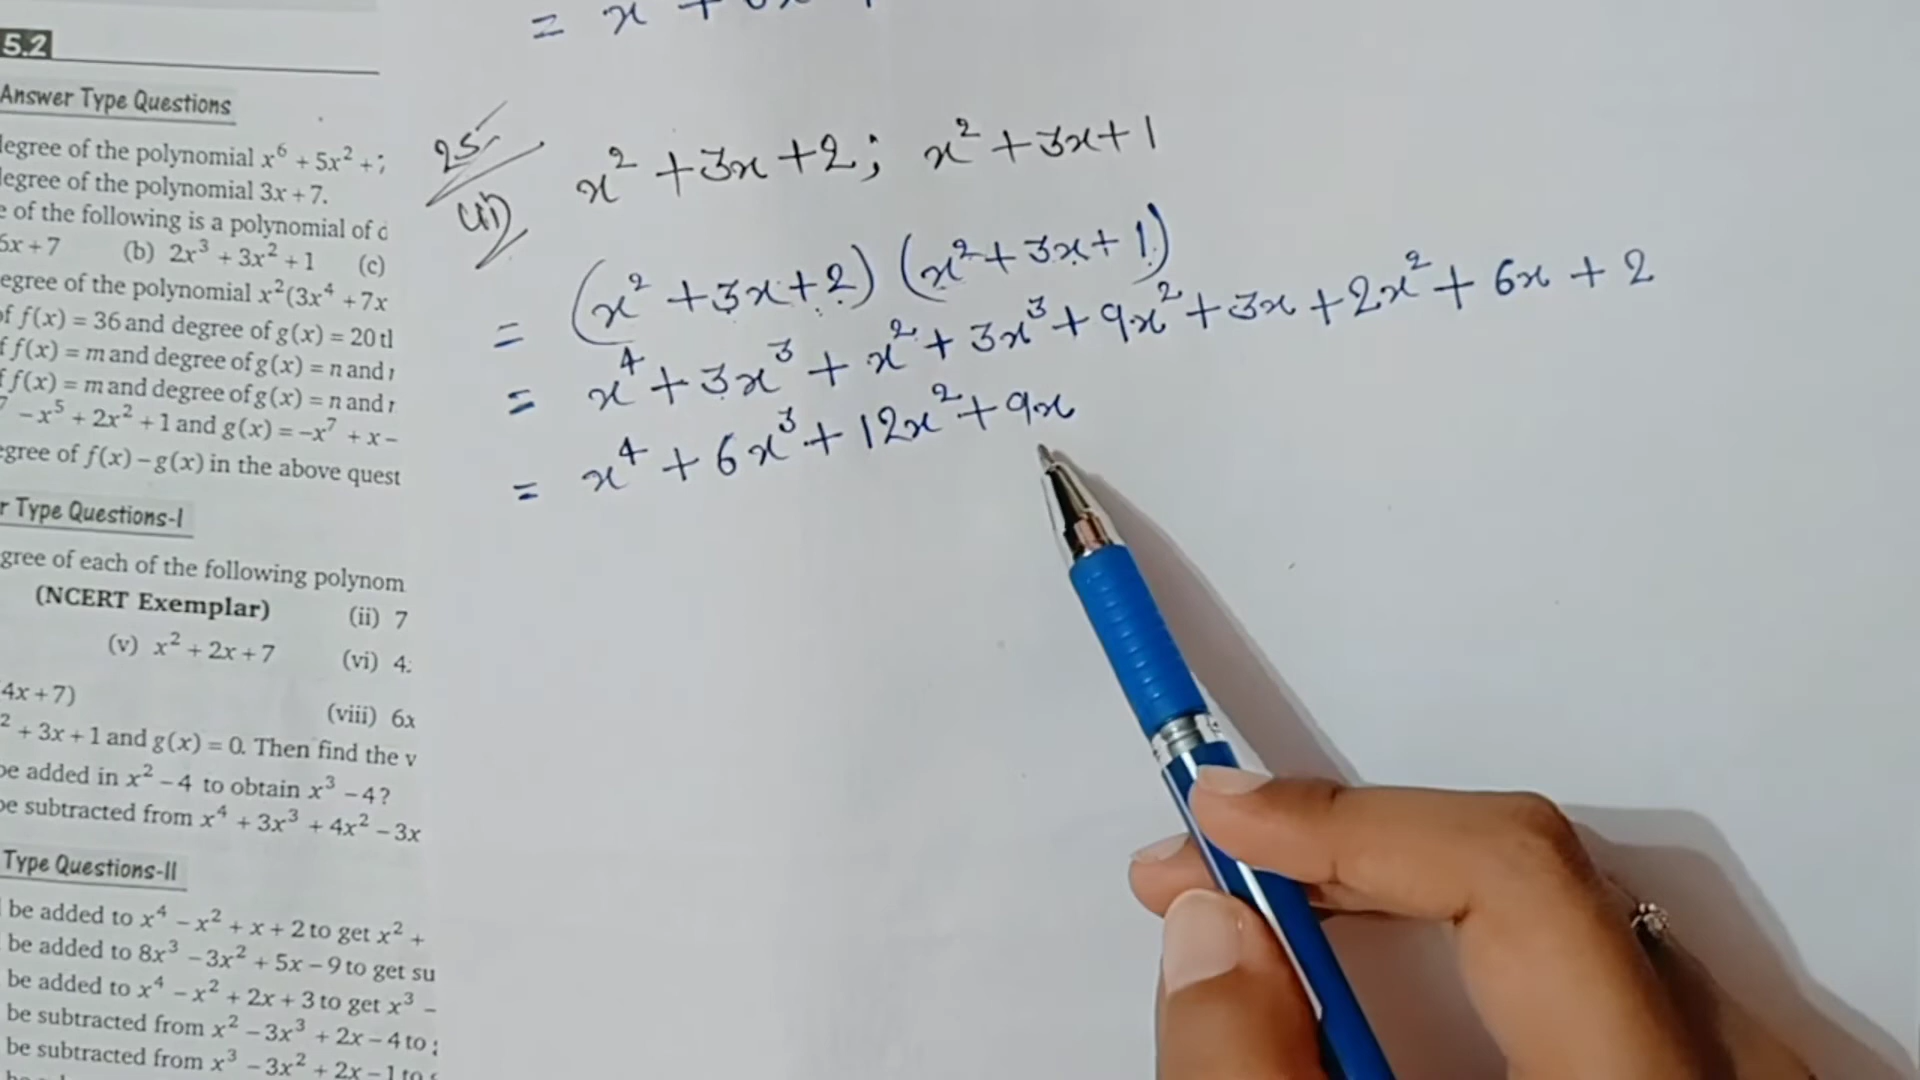 5.2
Answer Type Questions
degree of the polynomial x⁶ + 5x² +
degree of the polynomial 3x + 7.
of the following is a polynomial of
6x + 7 (b) 2x³ + 3x² + 1 (c)
egree of the polynomial x²(3x⁴ + 7x
of f(x) = 36 and degree of g(x) = 20 tl
f f(x) = m and degree of g(x) = n and
f f(x) = m and degree of g(x) = n and
⁷ − x⁵ + 2x² + 1 and g(x) = −x⁷ + x −
egree of f(x) − g(x) in the above quest
r Type Questions-I
gree of each of the following polynom
(NCERT Exemplar) (ii) 7
(v) x² + 2x + 7 (vi) 4
4x + 7) (viii) 6x
² + 3x + 1 and g(x) = 0. Then find the v
be added in x² − 4 to obtain x³ − 4?
be subtracted from x⁴ + 3x³ + 4x² − 3x
Type Questions-II
be added to x⁴ − x² + x + 2 to get x² +
be added to 8x³ − 3x² + 5x − 9 to get su
be added to x⁴ − x² + 2x + 3 to get x³ −
be subtracted from x² − 3x³ + 2x − 4 to
be subtracted from x³ − 3x² + 2x − 1 to
= x + 6x
25
x² + 3x + 2; x² + 3x + 1
= (x² + 3x + 2) (x² + 3x + 1)
= x⁴ + 3x³ + x² + 3x³ + 9x² + 3x + 2x² + 6x + 2
= x⁴ + 6x³ + 12x² + 9x